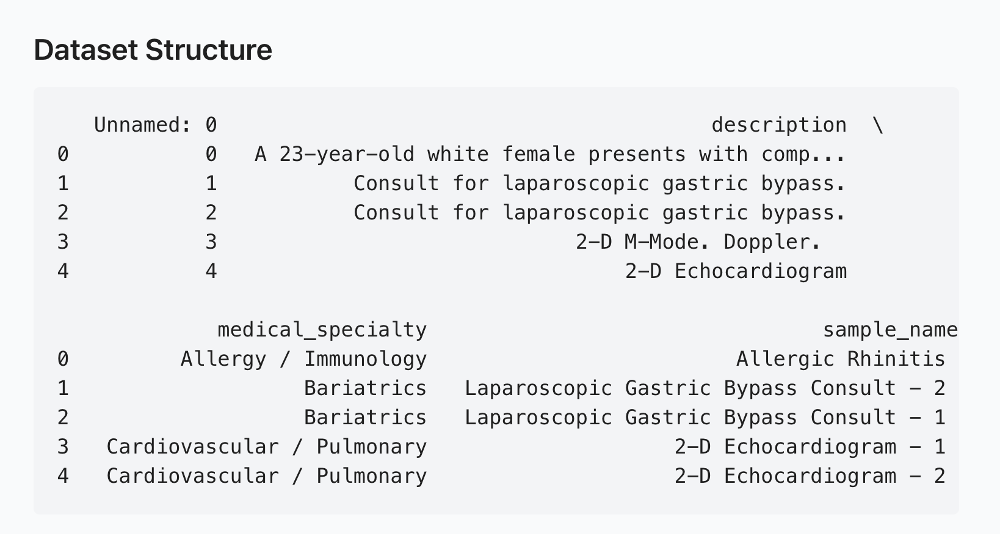 Dataset Structure
Unnamed: 0 description \
0 0 A 23-year-old white female presents with comp...
1 1 Consult for laparoscopic gastric bypass.
2 2 Consult for laparoscopic gastric bypass.
3 3 2-D M-Mode. Doppler.
4 4 2-D Echocardiogram
medical_specialty sample_name
0 Allergy / Immunology Allergic Rhinitis
1 Bariatrics Laparoscopic Gastric Bypass Consult - 2
2 Bariatrics Laparoscopic Gastric Bypass Consult - 1
3 Cardiovascular / Pulmonary 2-D Echocardiogram - 1
4 Cardiovascular / Pulmonary 2-D Echocardiogram - 2